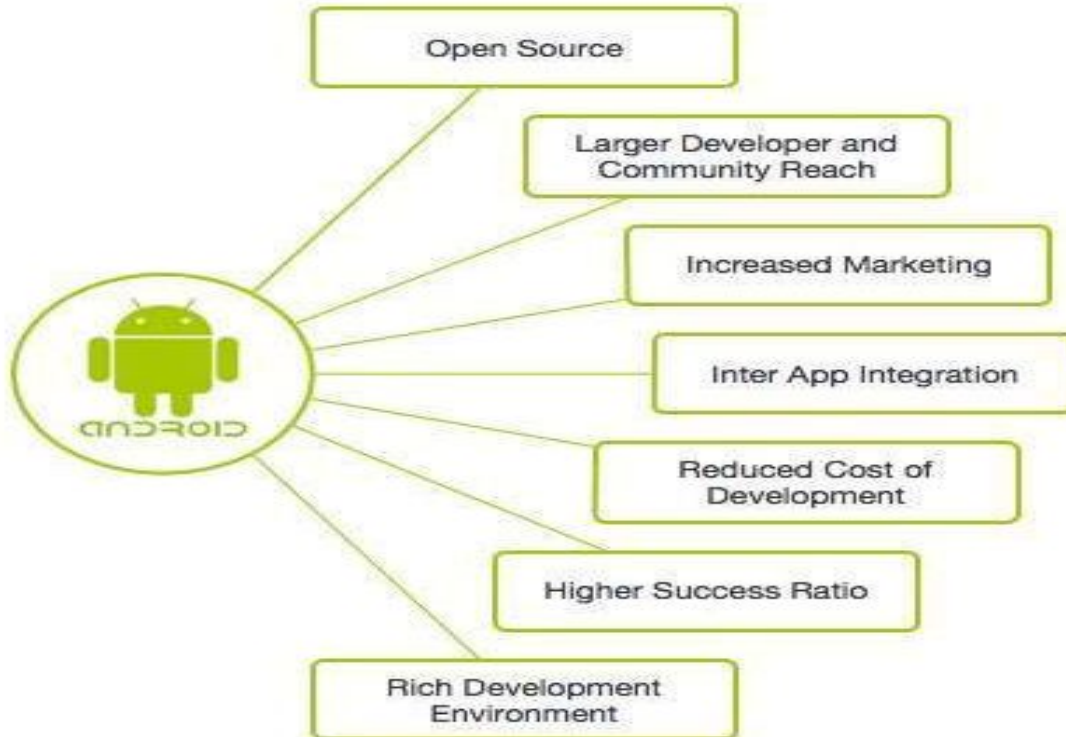 Open Source
Larger Developer and
Community Reach
Increased Marketing
Inter App Integration
ANDROID
Reduced Cost of
Development
Higher Success Ratio
Rich Development
Environment